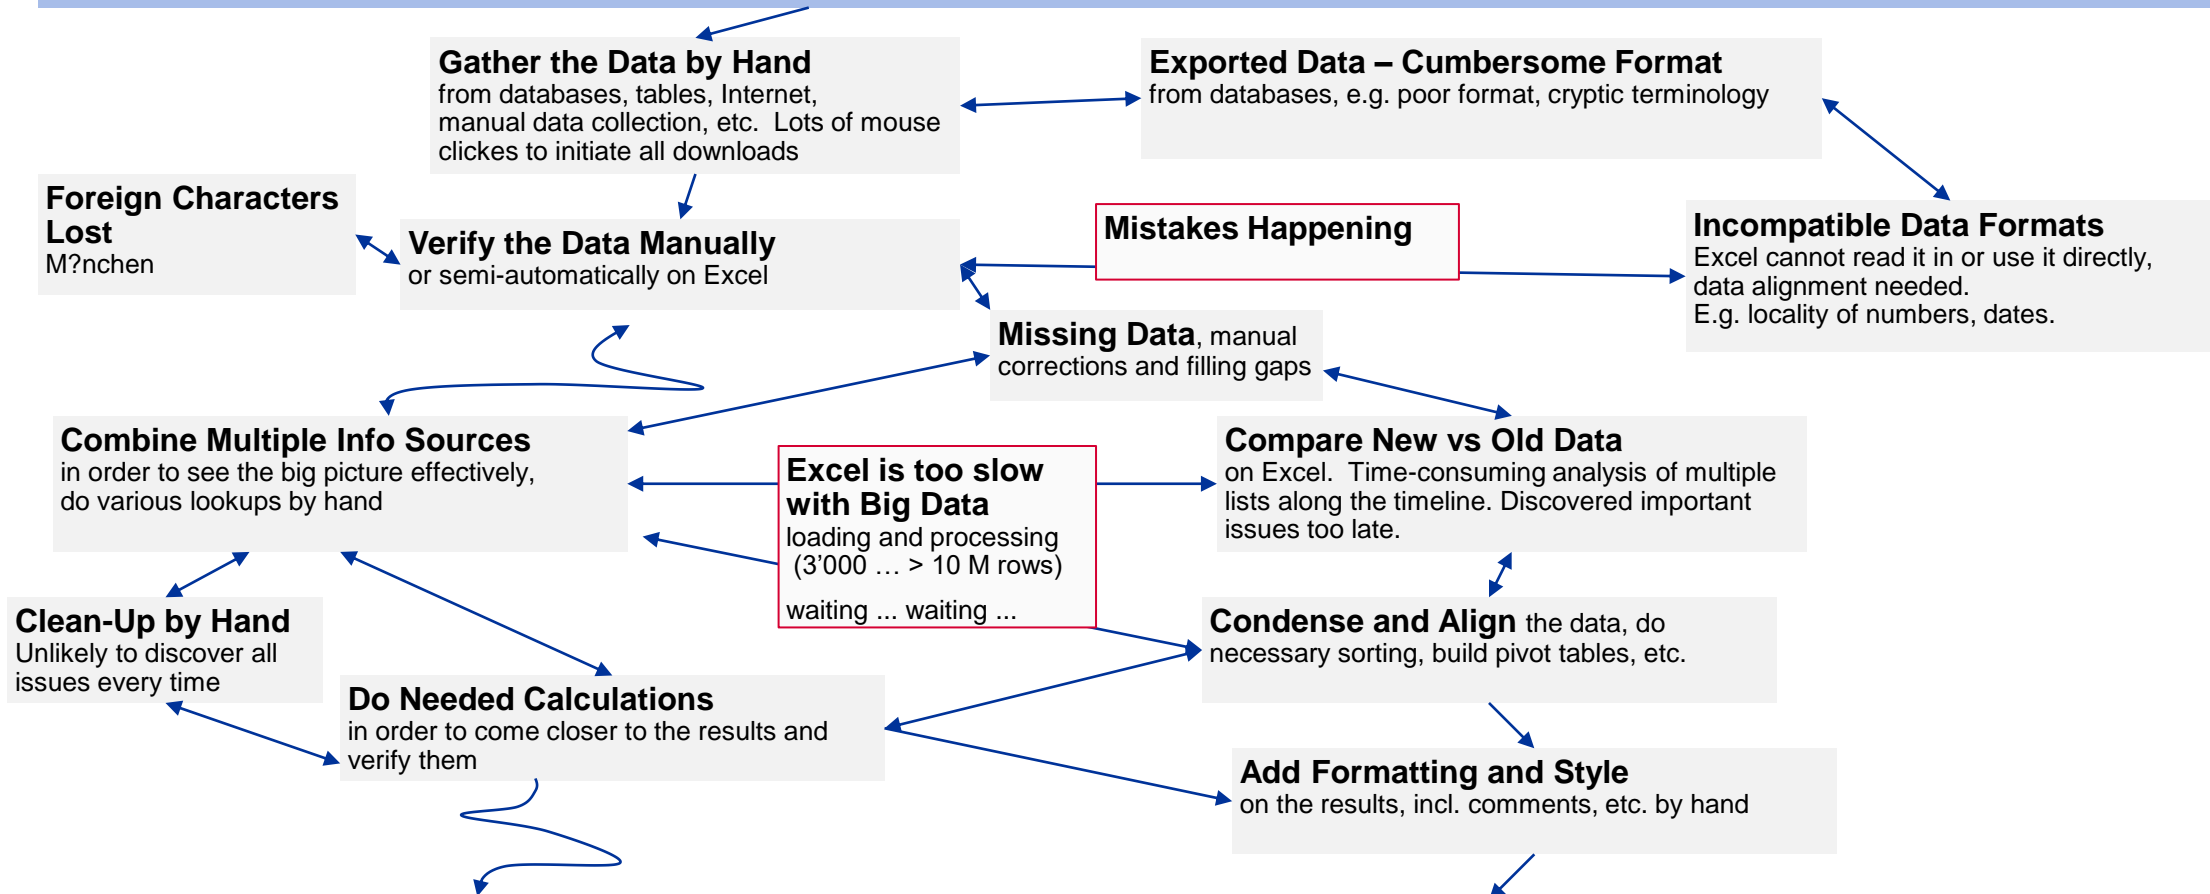 Gather the Data by Hand
from databases, tables, Internet,
manual data collection, etc.  Lots of mouse
clickes to initiate all downloads
Exported Data – Cumbersome Format
from databases, e.g. poor format, cryptic terminology
Foreign Characters
Lost
M?nchen
Verify the Data Manually
or semi-automatically on Excel
Mistakes Happening
Incompatible Data Formats
Excel cannot read it in or use it directly,
data alignment needed.
E.g. locality of numbers, dates.
Missing Data, manual
corrections and filling gaps
Combine Multiple Info Sources
in order to see the big picture effectively,
do various lookups by hand
Excel is too slow
with Big Data
loading and processing
(3’000 … > 10 M rows)
waiting ... waiting ...
Compare New vs Old Data
on Excel.  Time-consuming analysis of multiple
lists along the timeline. Discovered important
issues too late.
Clean-Up by Hand
Unlikely to discover all
issues every time
Condense and Align the data, do
necessary sorting, build pivot tables, etc.
Do Needed Calculations
in order to come closer to the results and
verify them
Add Formatting and Style
on the results, incl. comments, etc. by hand